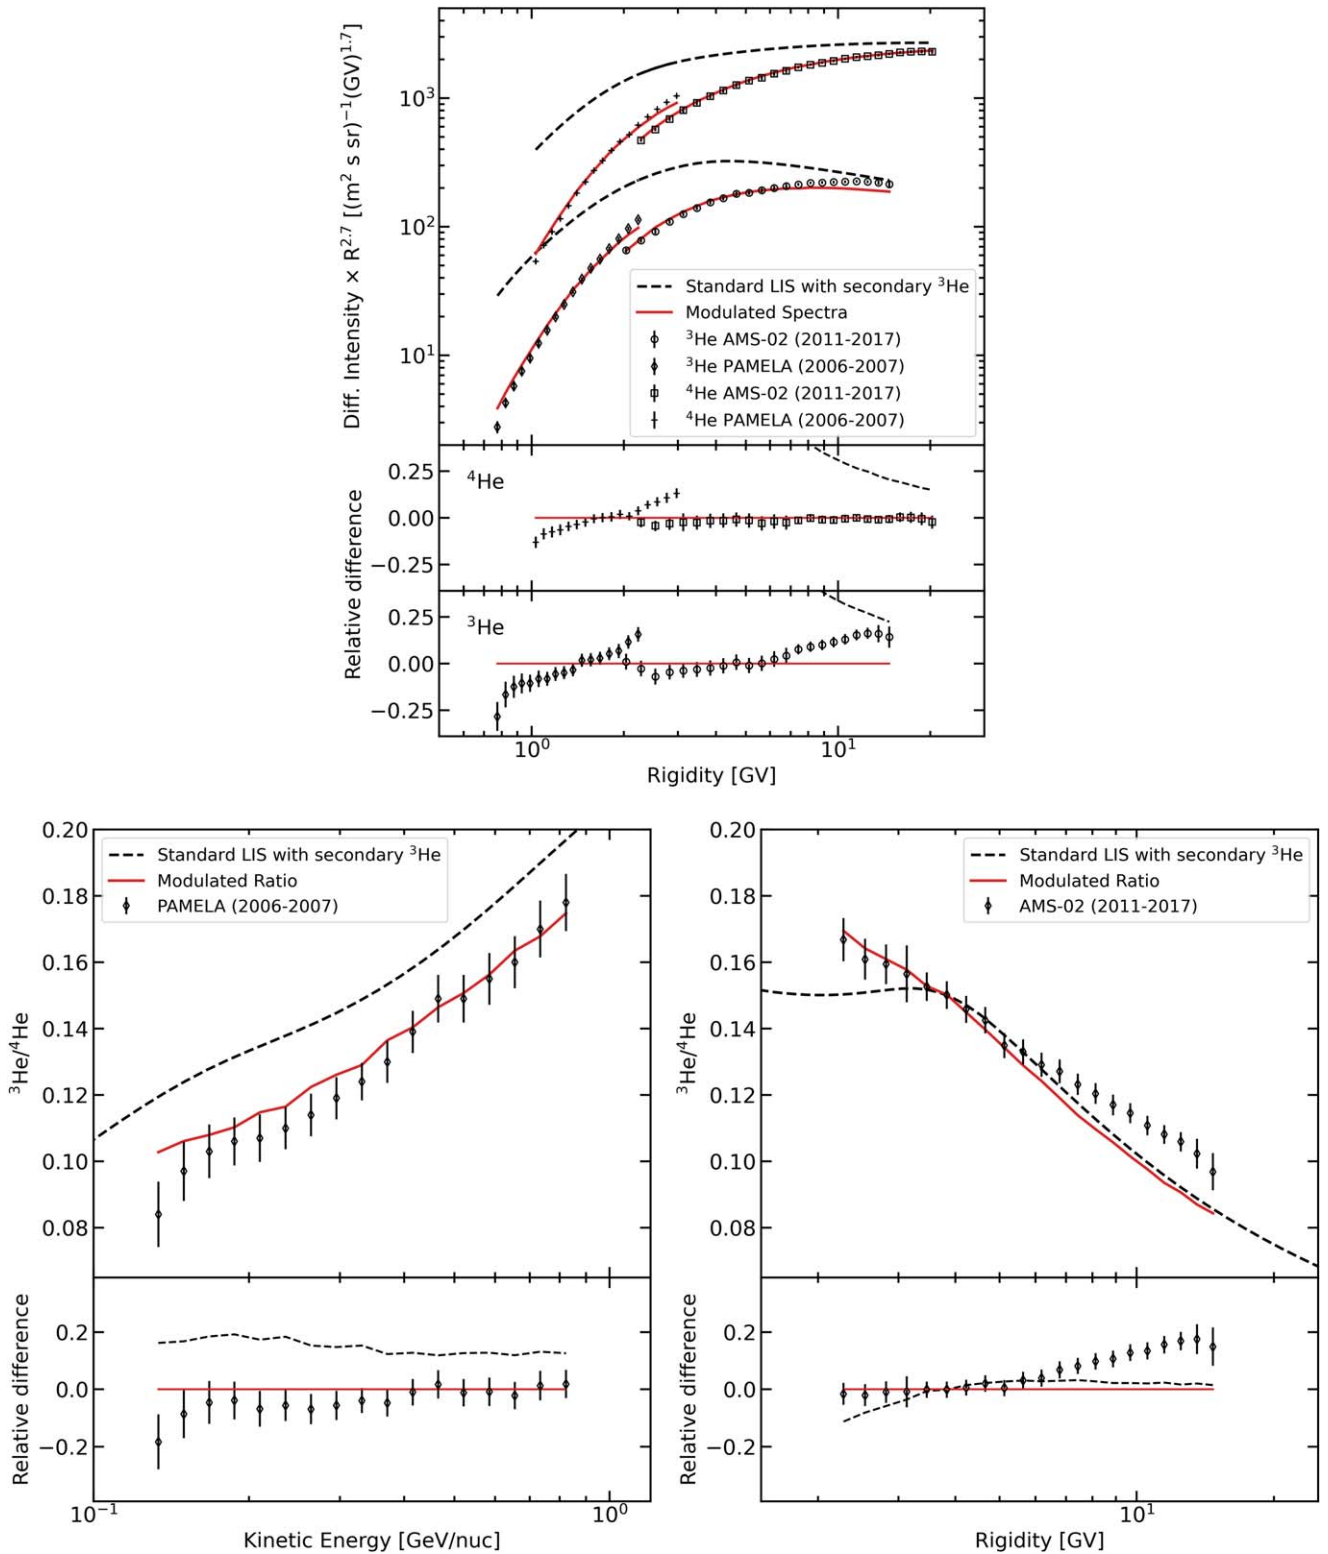 Diff. Intensity × R^2.7 [(m^2 s sr)^−1(GV)^1.7]
10^3
10^2
10^1
Standard LIS with secondary ^3He
Modulated Spectra
^3He AMS-02 (2011-2017)
^3He PAMELA (2006-2007)
^4He AMS-02 (2011-2017)
^4He PAMELA (2006-2007)
Relative difference
^4He
0.25
0.00
−0.25
^3He
0.25
0.00
−0.25
10^0
10^1
Rigidity [GV]
^3He/^4He
0.20
0.18
0.16
0.14
0.12
0.10
0.08
Standard LIS with secondary ^3He
Modulated Ratio
PAMELA (2006-2007)
Relative difference
0.2
0.0
−0.2
10^−1
10^0
Kinetic Energy [GeV/nuc]
^3He/^4He
0.20
0.18
0.16
0.14
0.12
0.10
0.08
Standard LIS with secondary ^3He
Modulated Ratio
AMS-02 (2011-2017)
Relative difference
0.2
0.0
−0.2
10^1
Rigidity [GV]